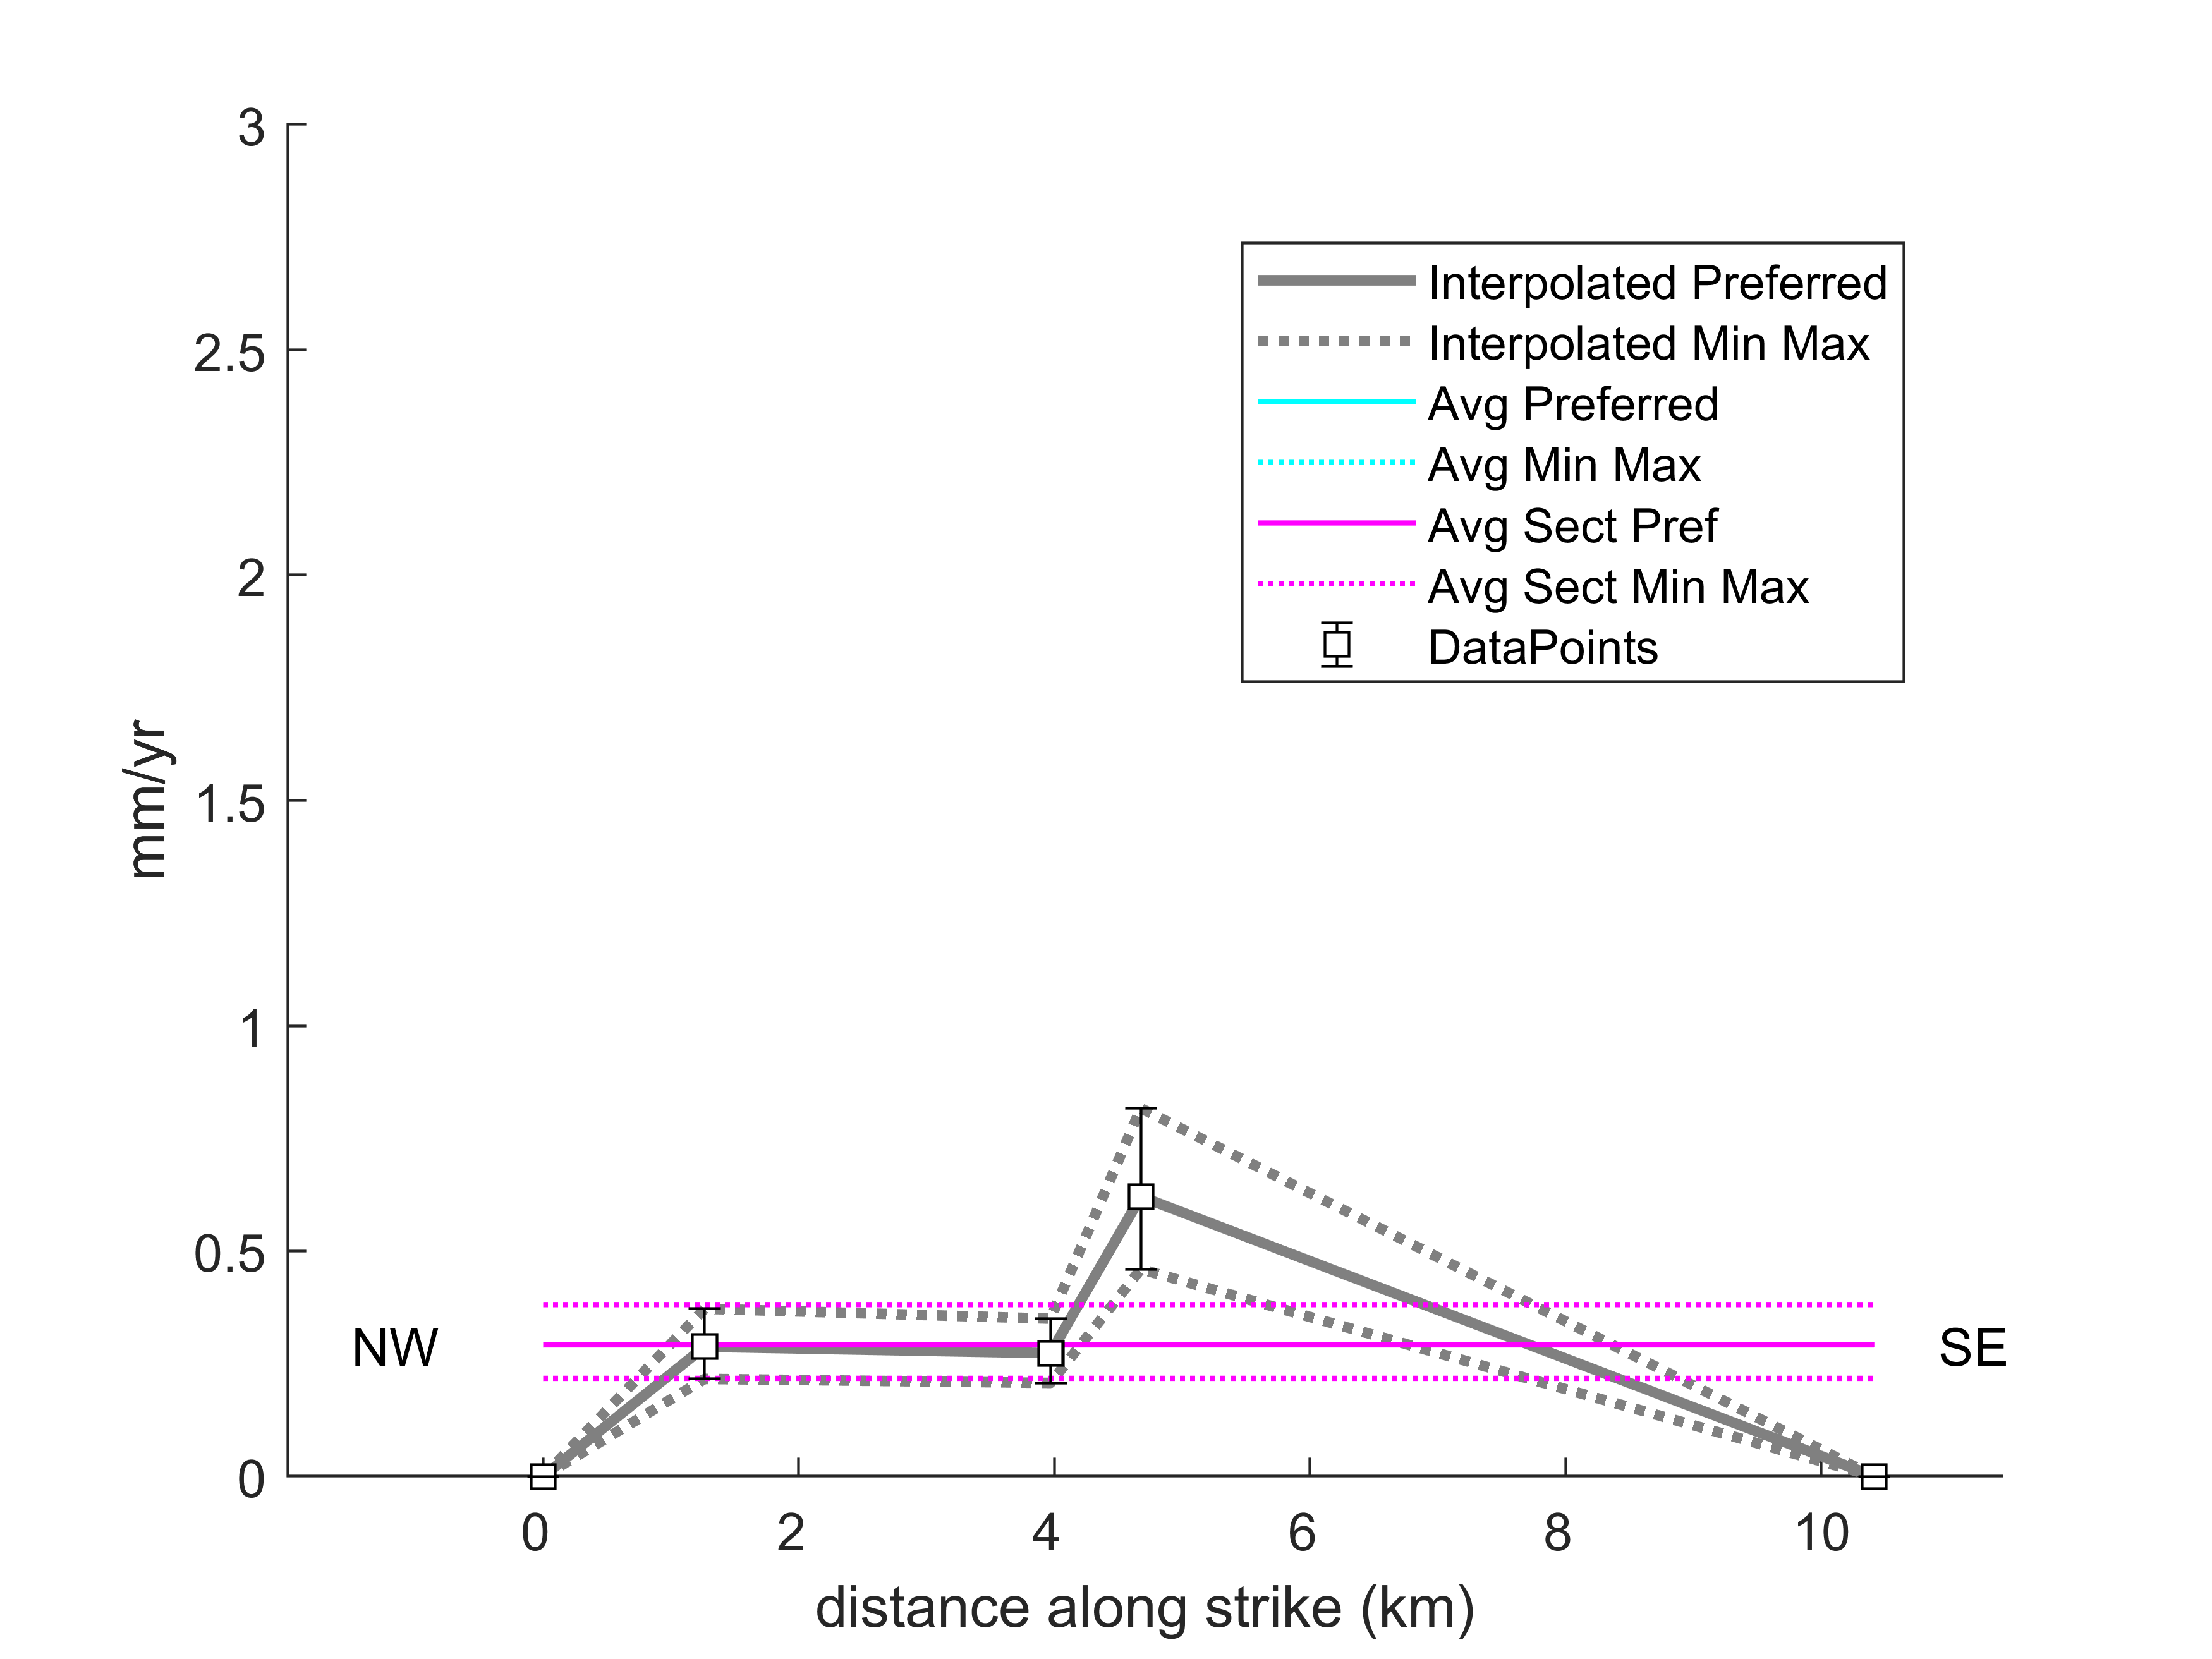 3
2.5
2
1.5
1
0.5
0
mm/yr
Interpolated Preferred
Interpolated Min Max
Avg Preferred
Avg Min Max
Avg Sect Pref
Avg Sect Min Max
DataPoints
NW
SE
0 2 4 6 8 10
distance along strike (km)